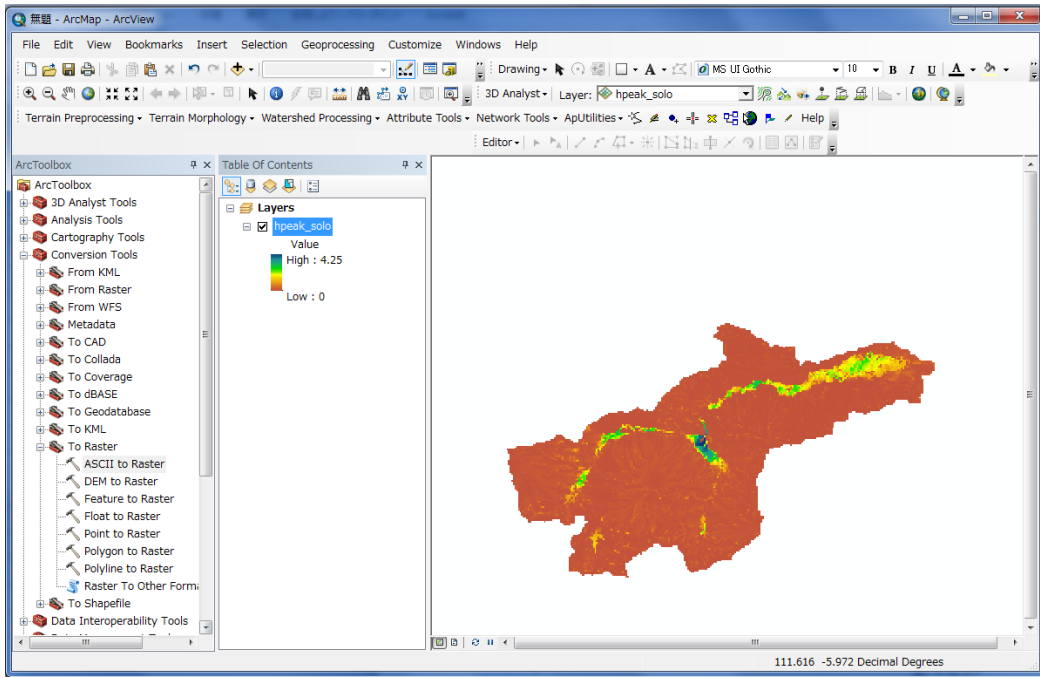 無題 - ArcMap - ArcView
File Edit View Bookmarks Insert Selection Geoprocessing Customize Windows Help
Drawing A MS UI Gothic 10 B I U A
3D Analyst Layer: hpeak_solo
Terrain Preprocessing Terrain Morphology Watershed Processing Attribute Tools Network Tools ApUtilities Help
Editor
ArcToolbox
ArcToolbox
3D Analyst Tools
Analysis Tools
Cartography Tools
Conversion Tools
From KML
From Raster
From WFS
Metadata
To CAD
To Collada
To Coverage
To dBASE
To Geodatabase
To KML
To Raster
ASCII to Raster
DEM to Raster
Feature to Raster
Float to Raster
Point to Raster
Polygon to Raster
Polyline to Raster
Raster To Other Forma
To Shapefile
Data Interoperability Tools
Table Of Contents
Layers
hpeak_solo
Value
High : 4.25
Low : 0
111.616 -5.972 Decimal Degrees